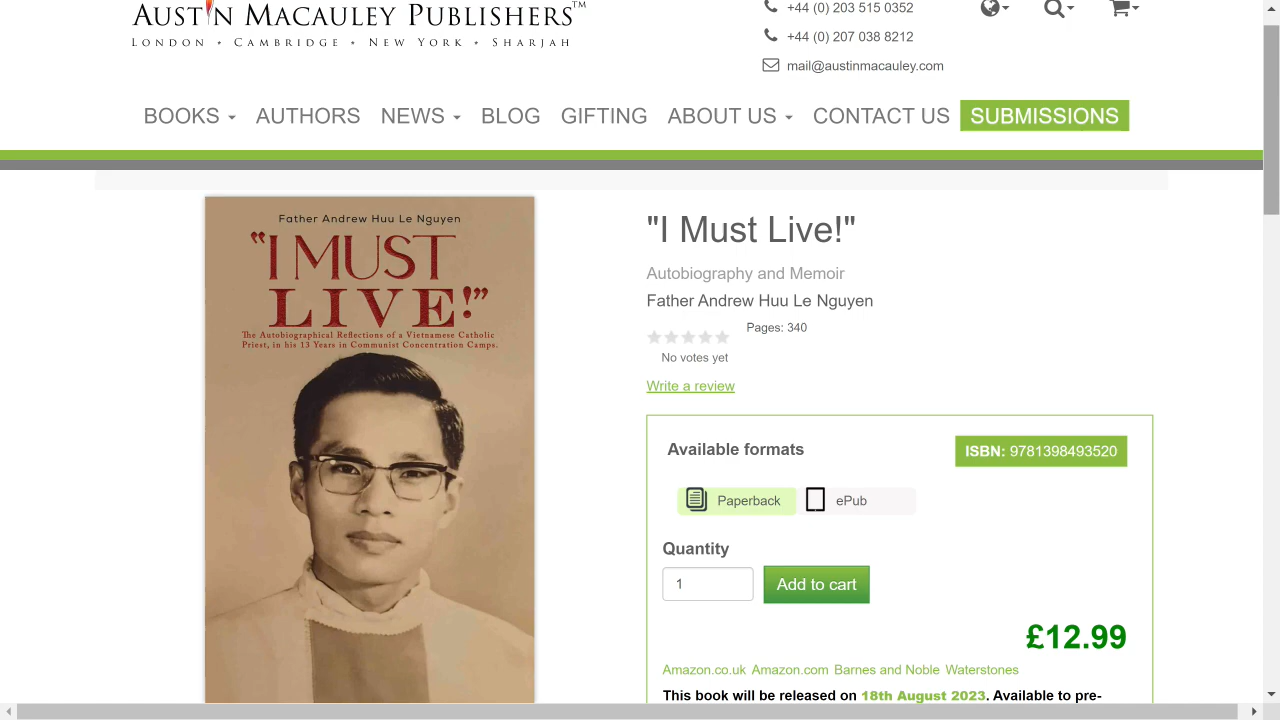 AUSTIN MACAULEY PUBLISHERS™
LONDON • CAMBRIDGE • NEW YORK • SHARJAH
+44 (0) 203 515 0352
+44 (0) 207 038 8212
mail@austinmacauley.com
BOOKS AUTHORS NEWS BLOG GIFTING ABOUT US CONTACT US SUBMISSIONS
Father Andrew Huu Le Nguyen
"I MUST
LIVE!"
The Autobiographical Reflections of a Vietnamese Catholic
Priest, in his 13 Years in Communist Concentration Camps.
"I Must Live!"
Autobiography and Memoir
Father Andrew Huu Le Nguyen
Pages: 340
No votes yet
Write a review
Available formats
ISBN: 9781398493520
Paperback ePub
Quantity
1 Add to cart
£12.99
Amazon.co.uk Amazon.com Barnes and Noble Waterstones
This book will be released on 18th August 2023. Available to pre-